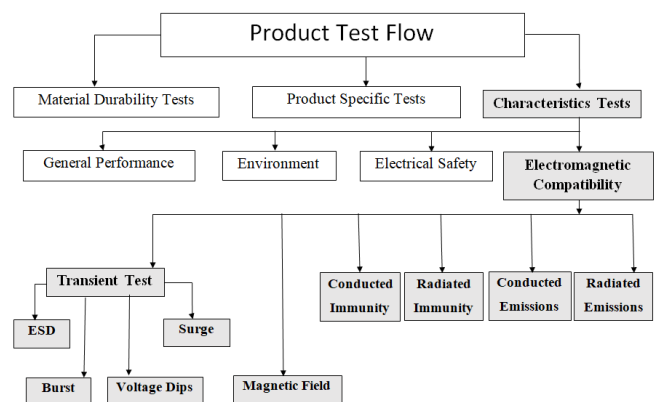 Product Test Flow
Material Durability Tests
Product Specific Tests
Characteristics Tests
General Performance
Environment
Electrical Safety
Electromagnetic
Compatibility
Transient Test
Conducted
Immunity
Radiated
Immunity
Conducted
Emissions
Radiated
Emissions
ESD
Surge
Burst
Voltage Dips
Magnetic Field